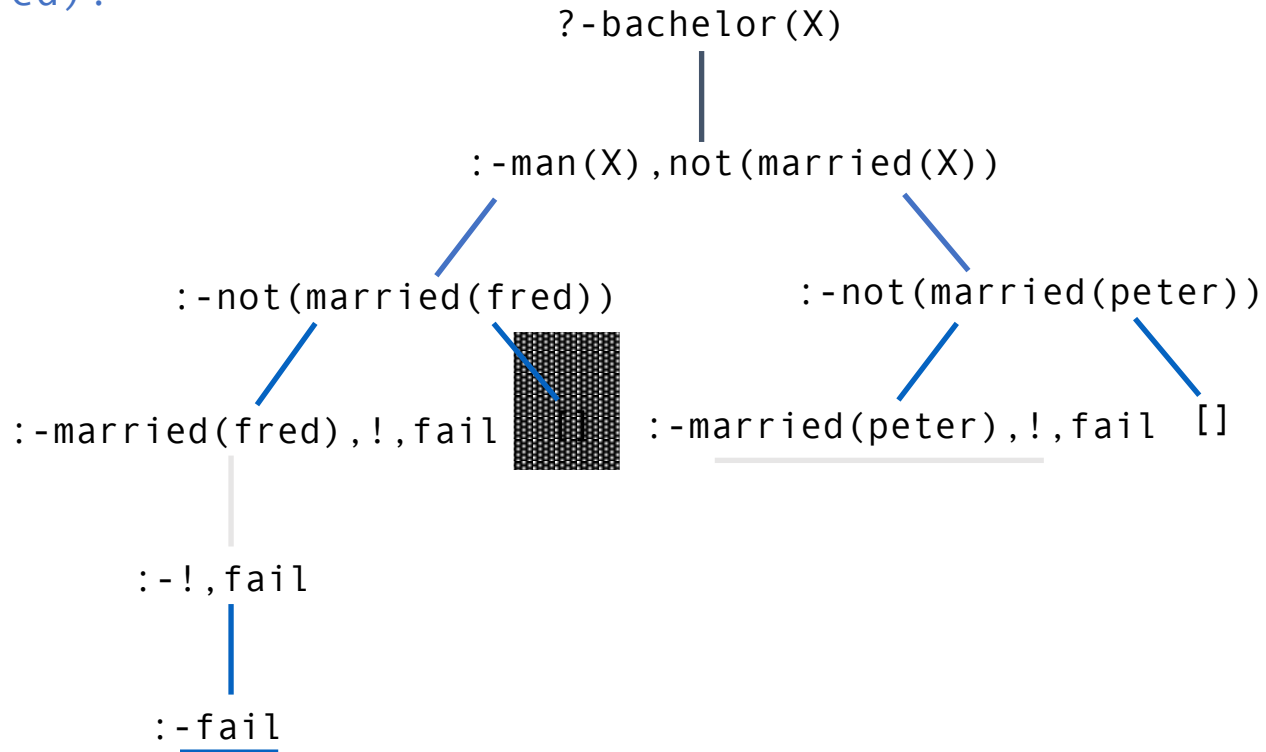 ed).
?-bachelor(X)
:-man(X),not(married(X))
:-not(married(fred))
:-not(married(peter))
:-married(fred),!,fail
[]
:-married(peter),!,fail
[]
:-!,fail
:-fail